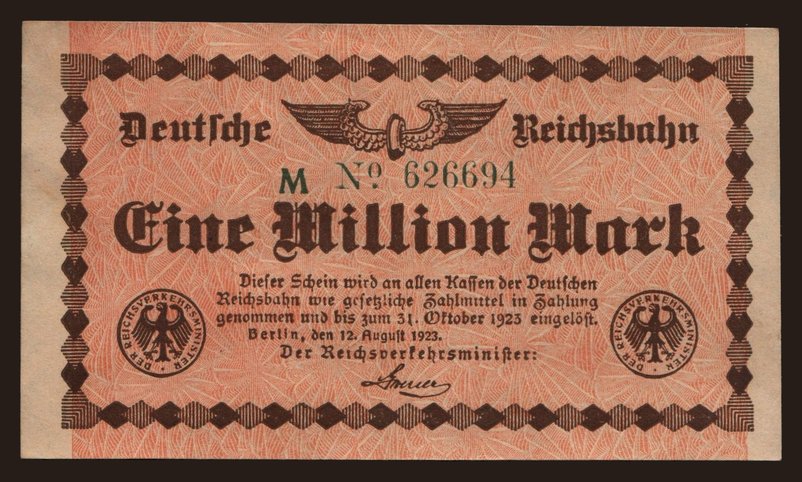 Deutsche Reichsbahn
M No. 626694
Eine Million Mark
Dieser Schein wird an allen Kassen der Deutschen
Reichsbahn wie gesetzliche Zahlmittel in Zahlung
genommen und bis zum 31. Oktober 1923 eingelöst.
Berlin, den 12. August 1923.
Der Reichsverkehrsminister:
DER REICHSVERKEHRSMINISTER
DER REICHSVERKEHRSMINISTER